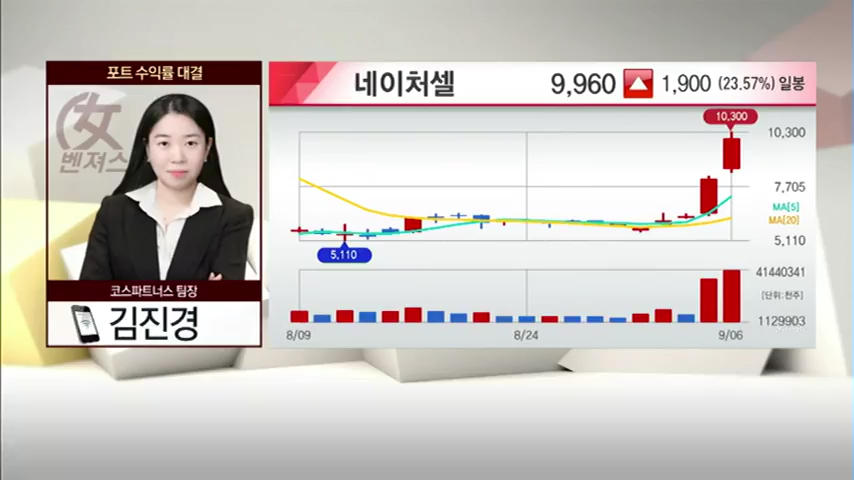 포트 수익률 대결
女
벤져스
코스파트너스 팀장
김진경
네이처셀 9,960 1,900 (23.57%) 일봉
10,300
10,300
7,705
MA[5]
MA[20]
5,110
5,110
41440341
[단위:천주]
1129903
8/09 8/24 9/06